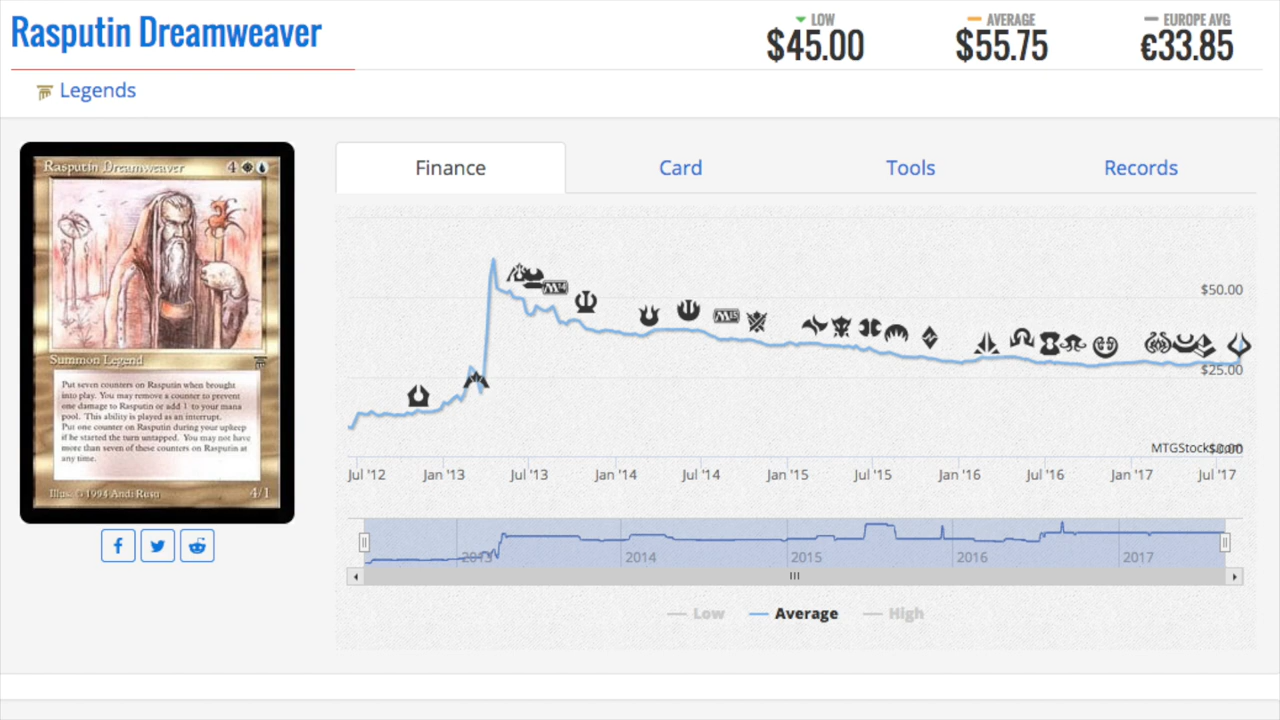 Rasputin Dreamweaver
LOW
$45.00
AVERAGE
$55.75
EUROPE AVG
€33.85
Legends
Rasputin Dreamweaver 4
Summon Legend
Put seven counters on Rasputin when brought
into play. You may remove a counter to prevent
one damage to Rasputin or add 1 to your mana
pool. This ability is played as an interrupt.
Put one counter on Rasputin during your upkeep
if he started the turn untapped. You may not have
more than seven of these counters on Rasputin at
any time.
Illus. © 1994 Andi Rusu 4/1
Finance Card Tools Records
M14
M15
$50.00
$25.00
$0.00
MTGStocks.com
Jul '12 Jan '13 Jul '13 Jan '14 Jul '14 Jan '15 Jul '15 Jan '16 Jul '16 Jan '17 Jul '17
2013 2014 2015 2016 2017
Low Average High